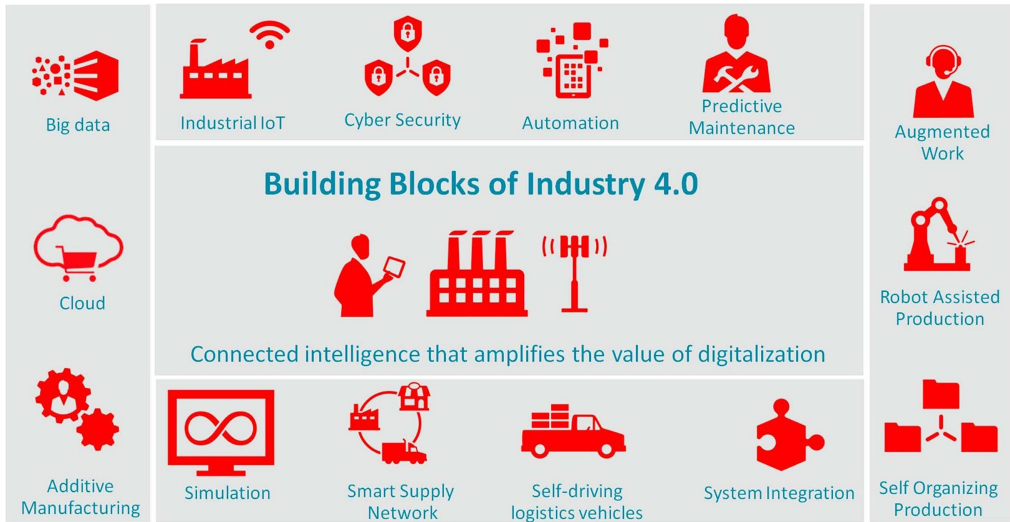 Big data
Industrial IoT
Cyber Security
Automation
Predictive
Maintenance
Augmented
Work
Building Blocks of Industry 4.0
Cloud
Robot Assisted
Production
Connected intelligence that amplifies the value of digitalization
Additive
Manufacturing
Simulation
Smart Supply
Network
Self-driving
logistics vehicles
System Integration
Self Organizing
Production